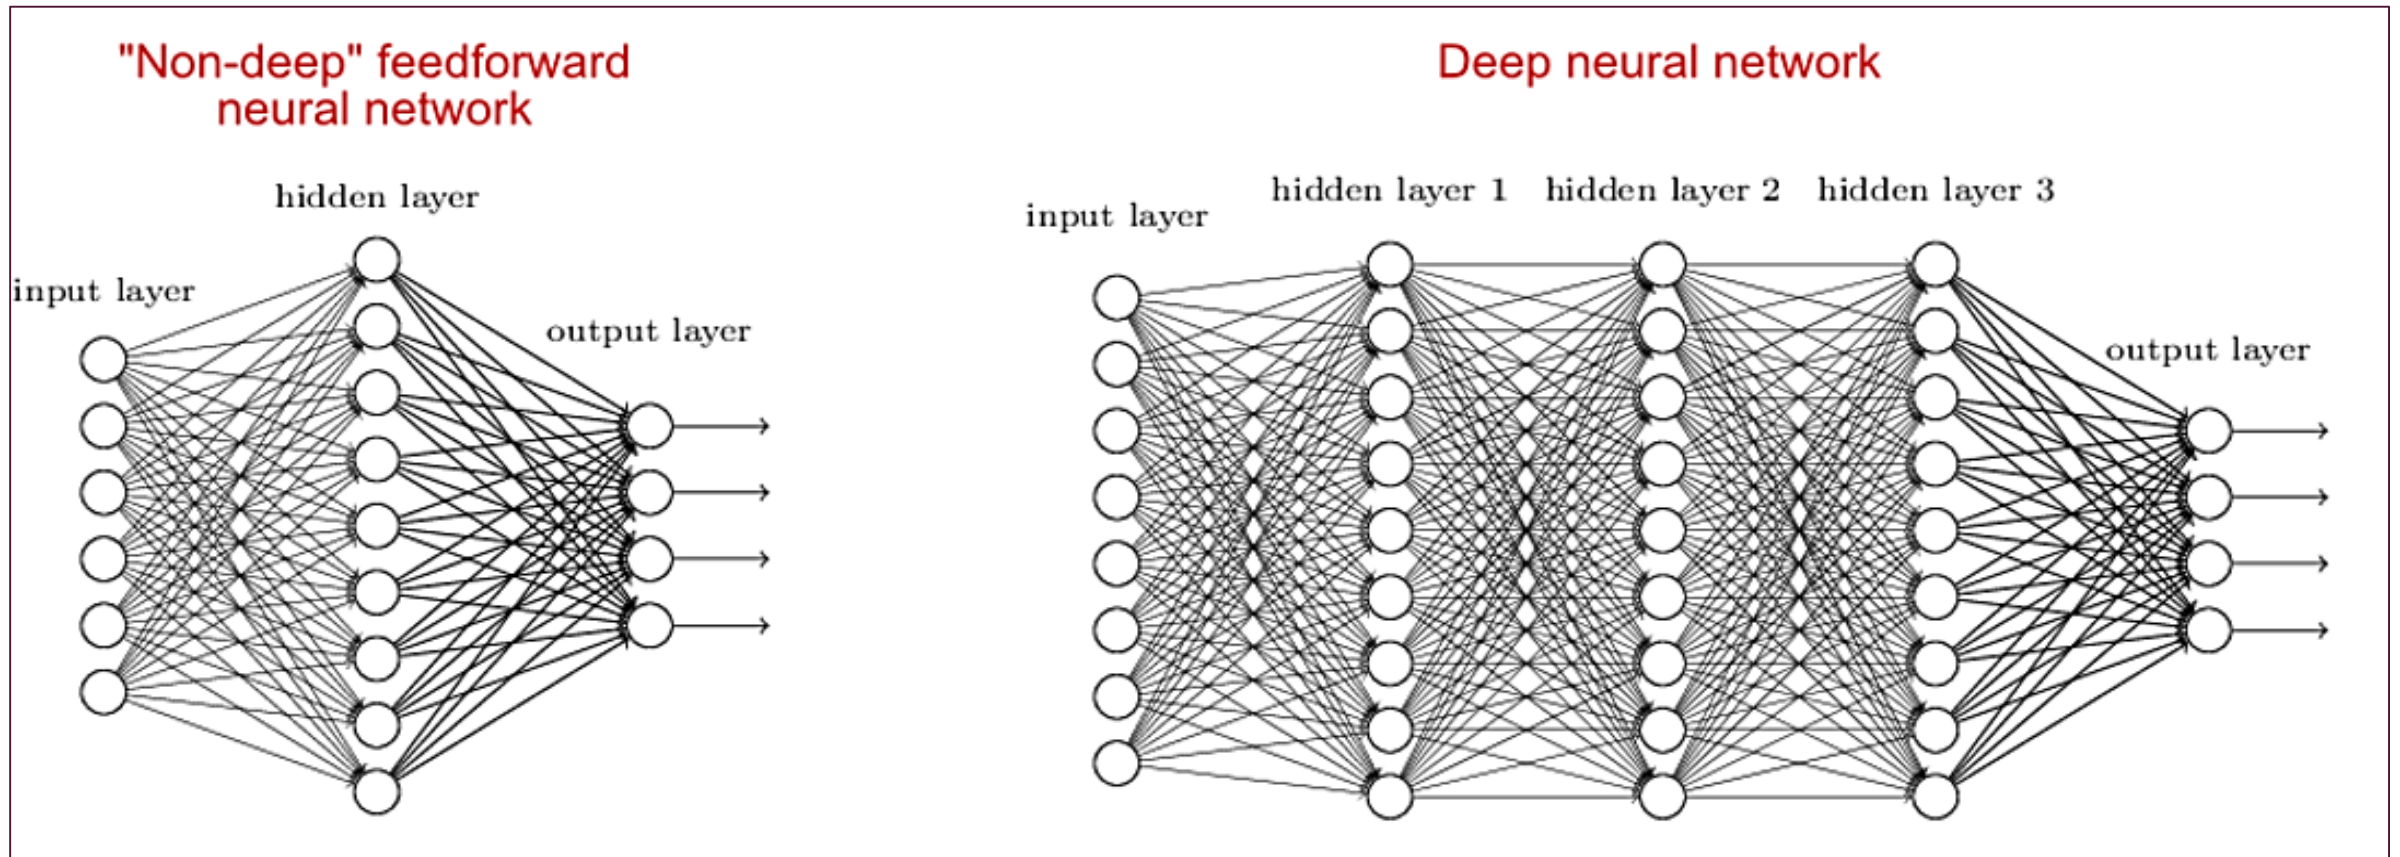 "Non-deep" feedforward
neural network
hidden layer
input layer
output layer
Deep neural network
hidden layer 1
hidden layer 2
hidden layer 3
input layer
output layer